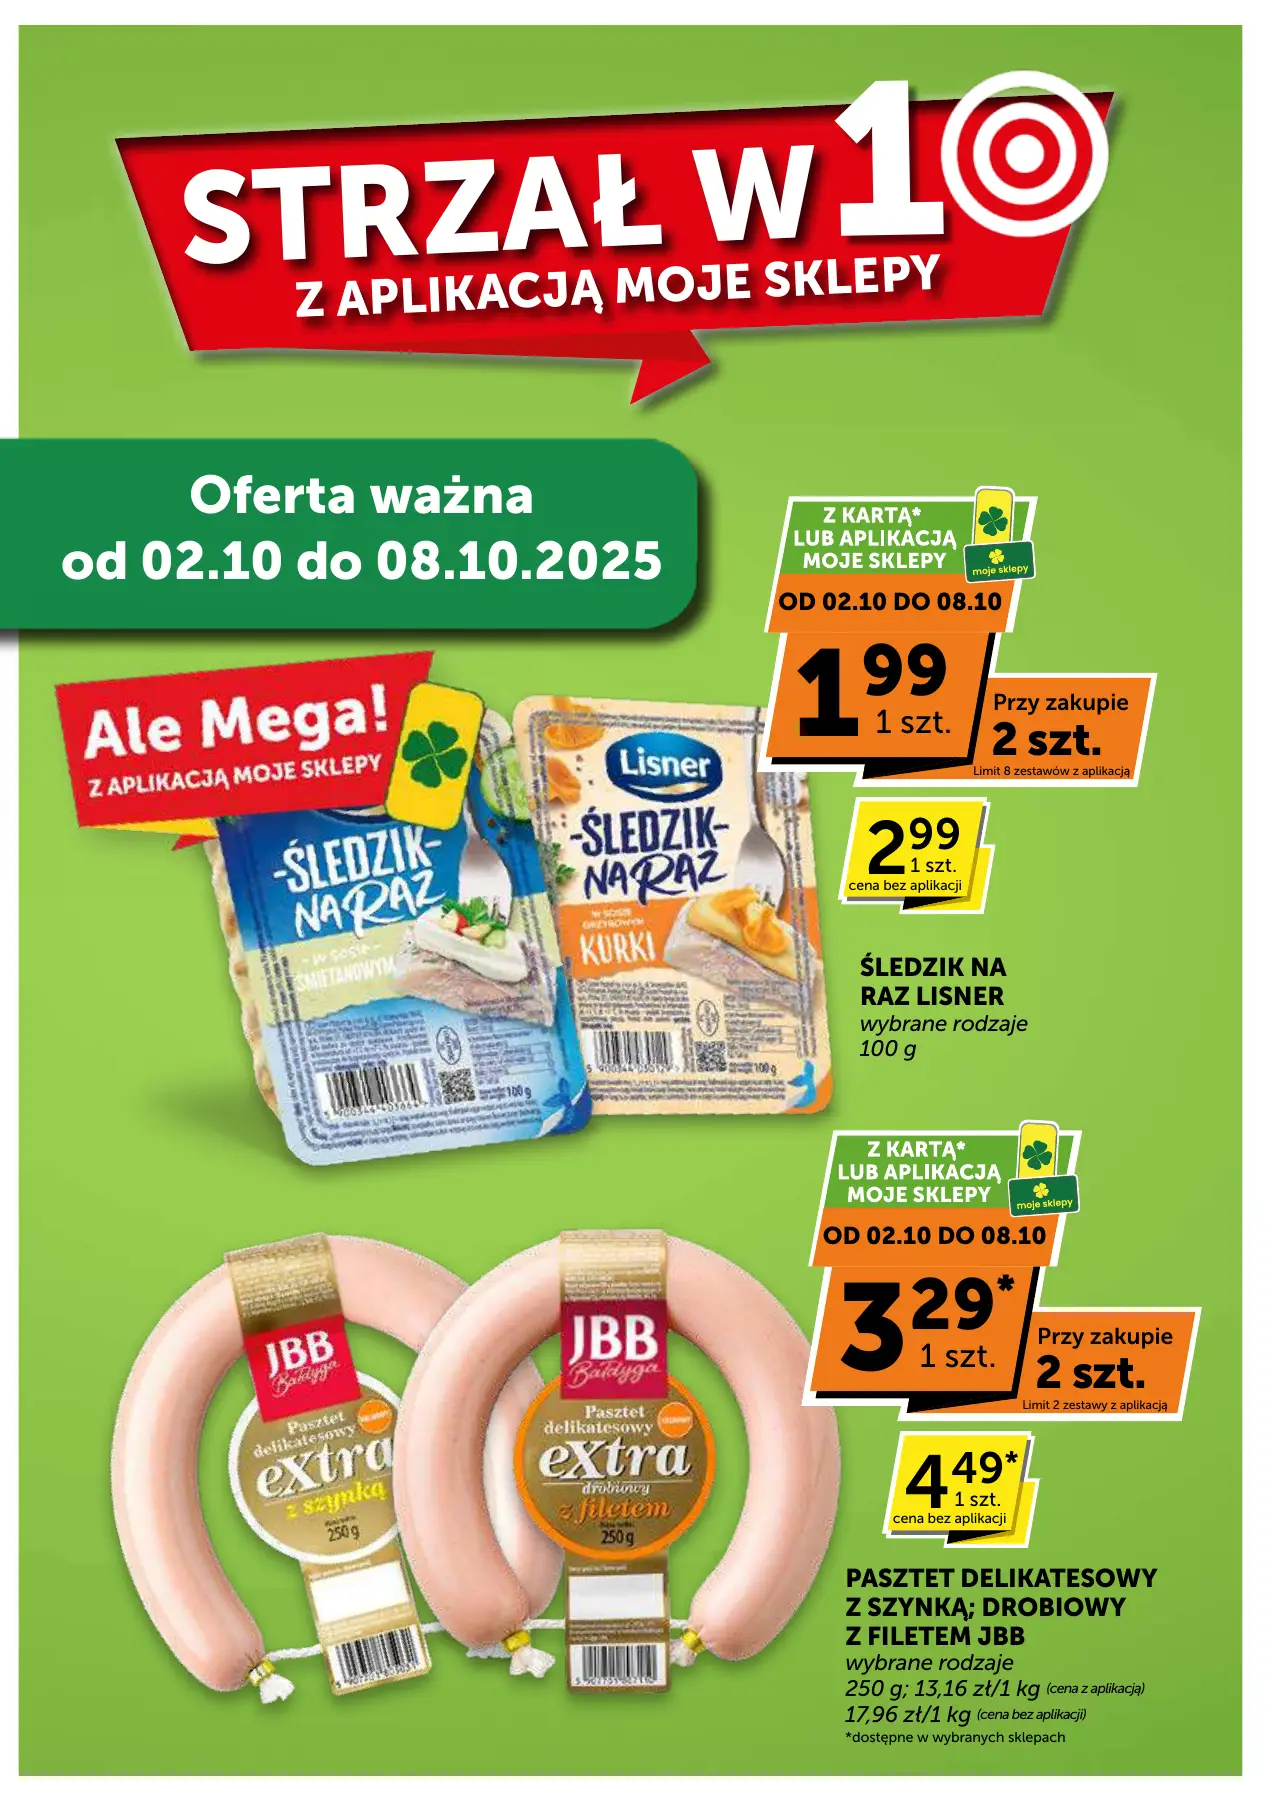 STRZAŁ W 10
Z APLIKACJĄ MOJE SKLEPY
Oferta ważna
od 02.10 do 08.10.2025
Z KARTĄ*
LUB APLIKACJĄ
MOJE SKLEPY
moje sklepy
OD 02.10 DO 08.10
1 99
1 szt.
Przy zakupie
2 szt.
Limit 8 zestawów z aplikacją
2 99
1 szt.
cena bez aplikacji
Ale Mega!
Z APLIKACJĄ MOJE SKLEPY
-ŚLEDZIK-
NA RAZ
W SOSIE
ŚMIETANOWYM
100 g
Lisner
-ŚLEDZIK-
NA RAZ
W SOSIE
GRZYBOWYM
KURKI
100 g
ŚLEDZIK NA
RAZ LISNER
wybrane rodzaje
100 g
Z KARTĄ*
LUB APLIKACJĄ
MOJE SKLEPY
moje sklepy
OD 02.10 DO 08.10
3 29*
1 szt.
Przy zakupie
2 szt.
Limit 2 zestawy z aplikacją
4 49*
1 szt.
cena bez aplikacji
JBB
Bałdyga
Pasztet
delikatesowy
eXtra
z szynką
250 g
JBB
Bałdyga
Pasztet
delikatesowy
eXtra
drobiowy
z filetem
250 g
PASZTET DELIKATESOWY
Z SZYNKĄ; DROBIOWY
Z FILETEM JBB
wybrane rodzaje
250 g; 13,16 zł/1 kg (cena z aplikacją)
17,96 zł/1 kg (cena bez aplikacji)
*dostępne w wybranych sklepach